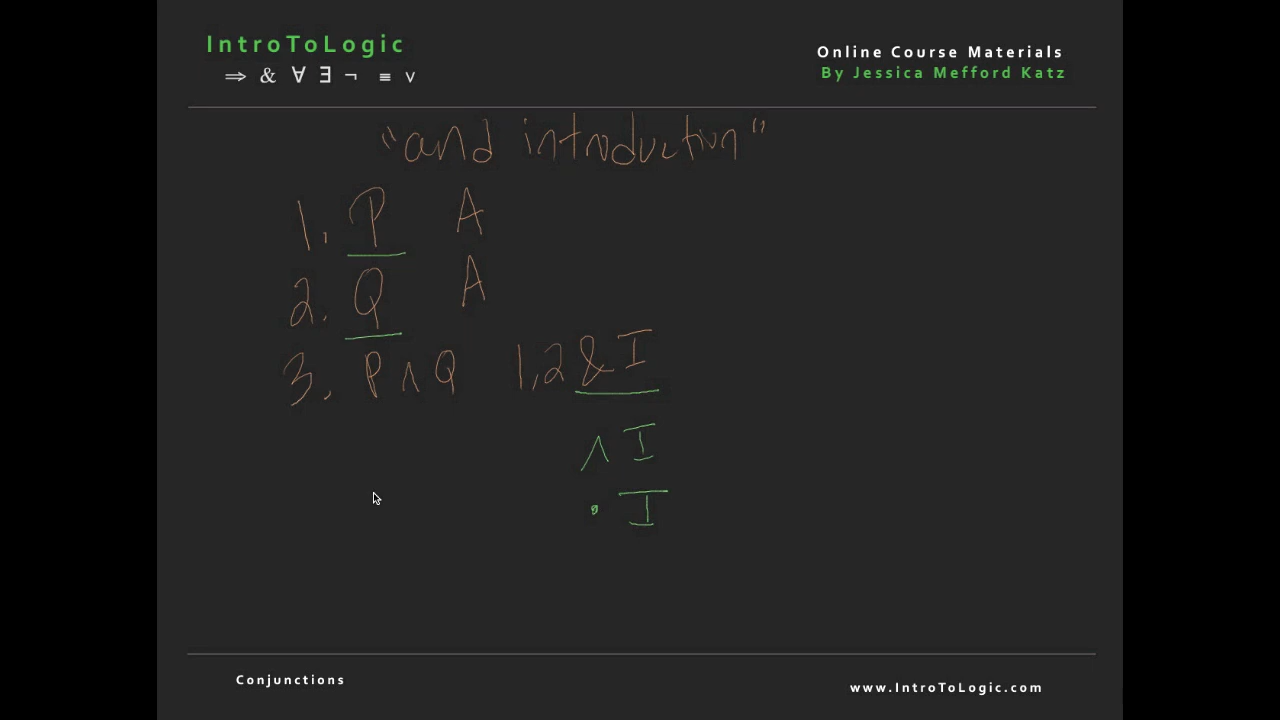 IntroToLogic
⇒ & ∀ ∃ ¬ ≡ v
Online Course Materials
By Jessica Mefford Katz
"and introduction"
1. P A
2. Q A
3. P ∧ Q 1,2 & I
∧ I
• I
Conjunctions
www.IntroToLogic.com